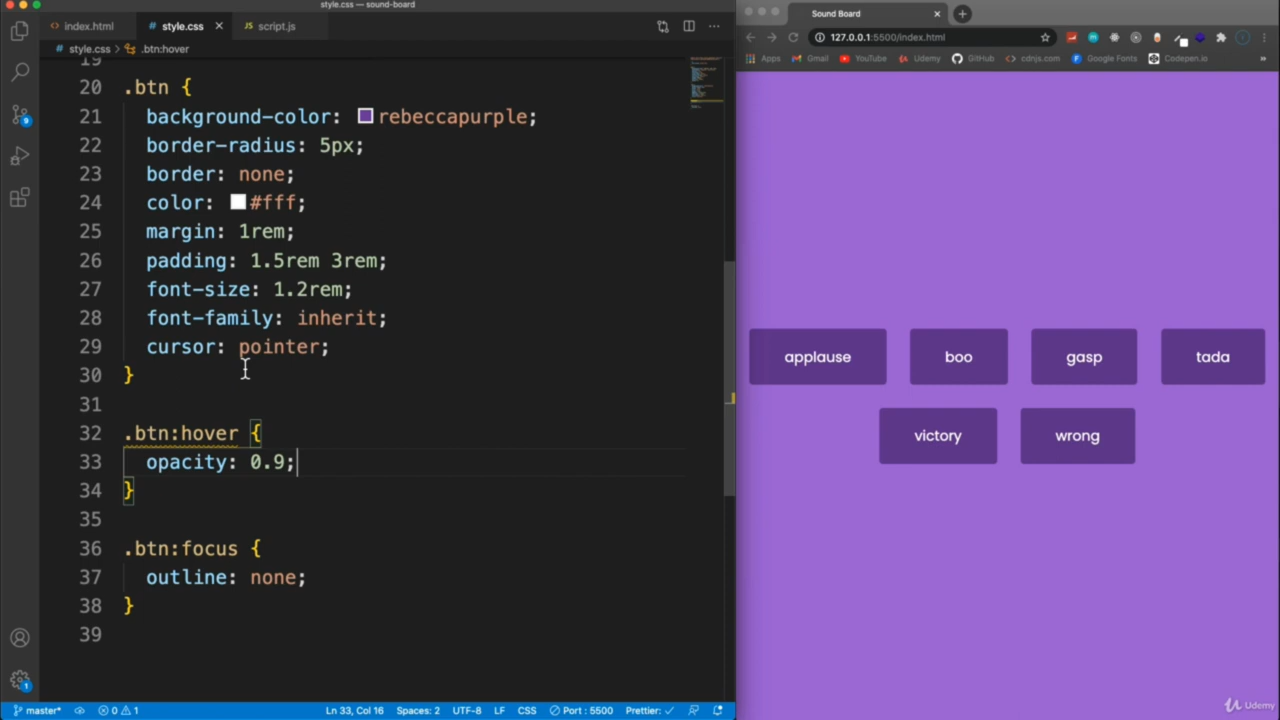 style.css — sound-board
index.html
style.css
script.js
style.css > .btn:hover
19
20 .btn {
21 background-color: rebeccapurple;
22 border-radius: 5px;
23 border: none;
24 color: #fff;
25 margin: 1rem;
26 padding: 1.5rem 3rem;
27 font-size: 1.2rem;
28 font-family: inherit;
29 cursor: pointer;
30 }
31
32 .btn:hover {
33 opacity: 0.9;
34 }
35
36 .btn:focus {
37 outline: none;
38 }
39
9
1
master* 0 1 Ln 33, Col 16 Spaces: 2 UTF-8 LF CSS Port : 5500 Prettier: ✓
Sound Board
127.0.0.1:5500/index.html
Apps Gmail YouTube Udemy GitHub cdnjs.com Google Fonts Codepen.io »
applause boo gasp tada
victory wrong
Udemy